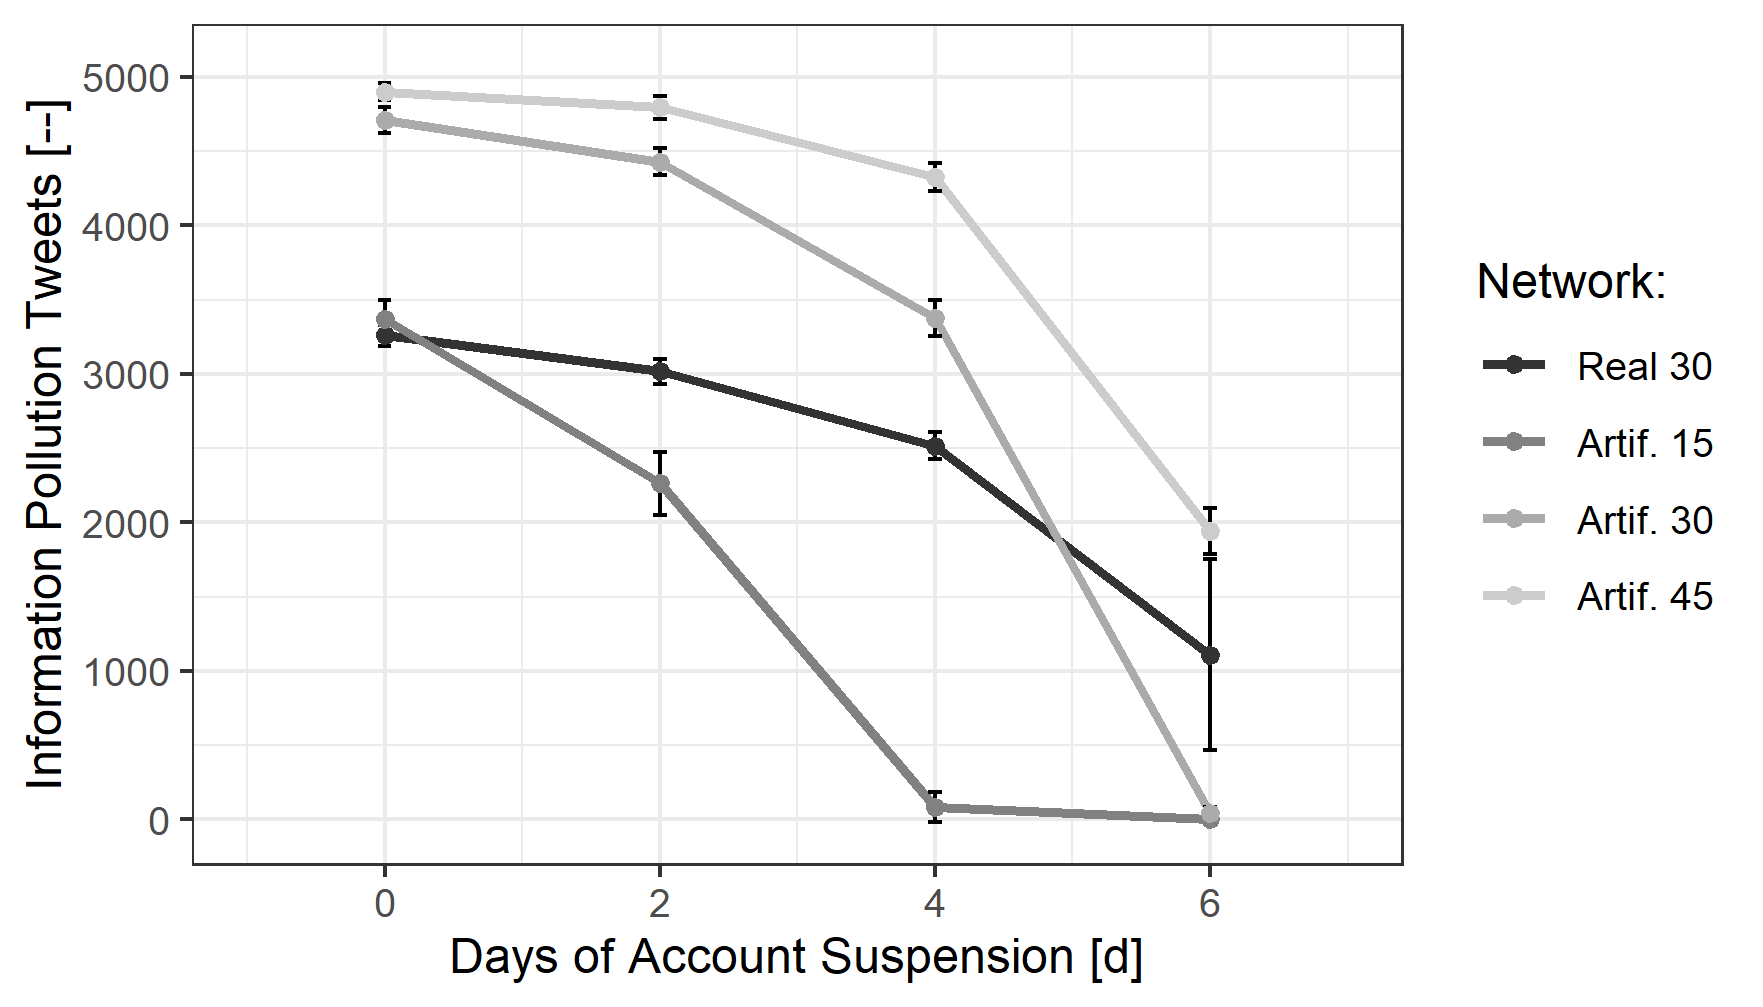 Information Pollution Tweets [--]
5000
4000
3000
2000
1000
0
0 2 4 6
Days of Account Suspension [d]
Network:
Real 30
Artif. 15
Artif. 30
Artif. 45